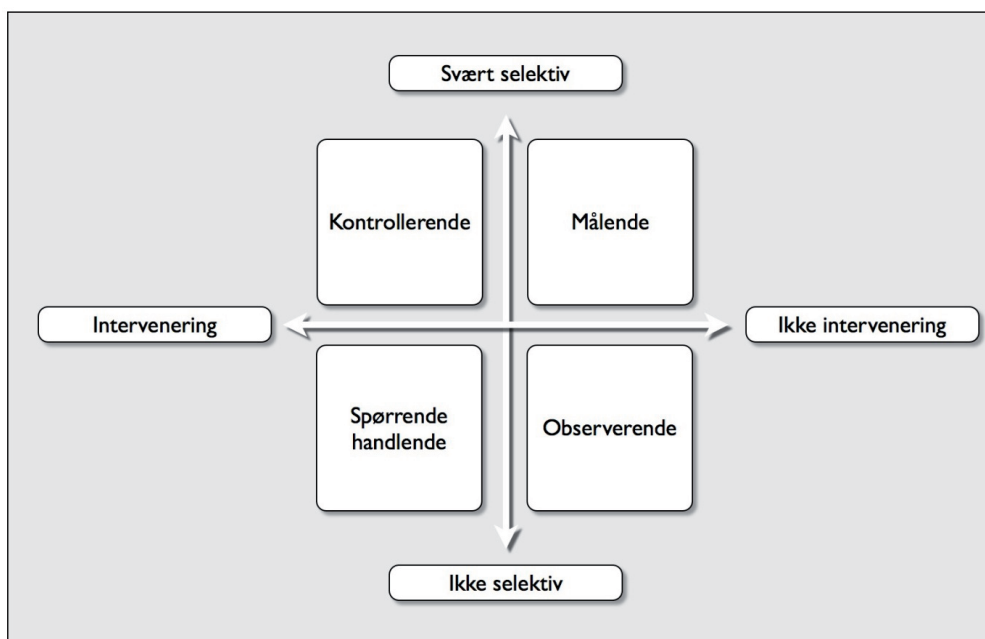 Svært selektiv
Kontrollerende
Målende
Intervenering
Ikke intervenering
Spørrende
handlende
Observerende
Ikke selektiv